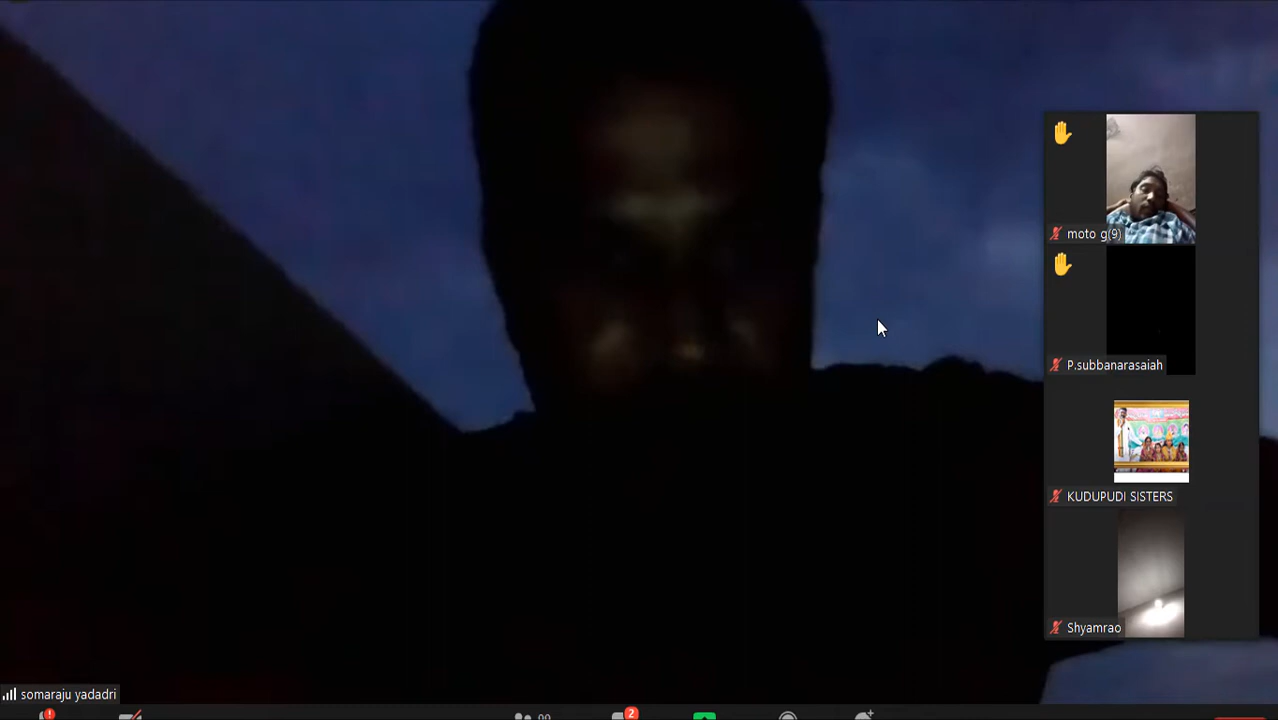 moto g(9)
P.subbanarasaiah
KUDUPUDI SISTERS
Shyamrao
somaraju yadadri
2